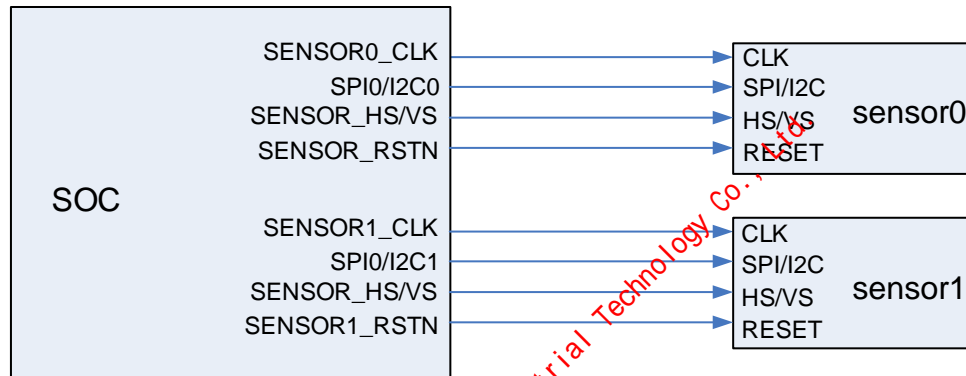 SOC
SENSOR0_CLK
SPI0/I2C0
SENSOR_HS/VS
SENSOR_RSTN
SENSOR1_CLK
SPI0/I2C1
SENSOR_HS/VS
SENSOR1_RSTN
CLK
SPI/I2C
HS/VS
RESET
sensor0
CLK
SPI/I2C
HS/VS
RESET
sensor1
Technology Co., Ltd.